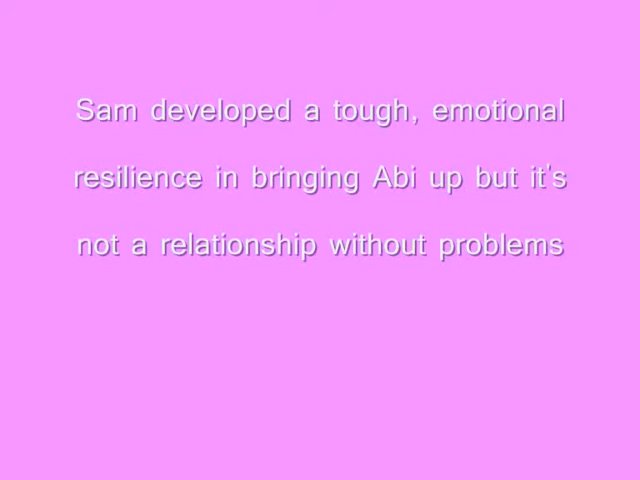 Sam developed a tough, emotional
resilience in bringing Abi up but it's
not a relationship without problems